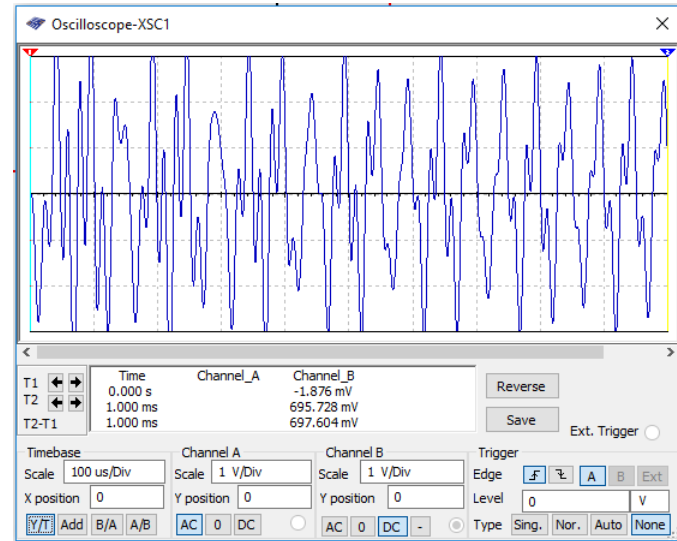 Oscilloscope-XSC1
Time Channel_A Channel_B
T1 0.000 s -1.876 mV
T2 1.000 ms 695.728 mV
T2-T1 1.000 ms 697.604 mV
Reverse
Save
Ext. Trigger
Timebase Channel A Channel B Trigger
Scale 100 us/Div Scale 1 V/Div Scale 1 V/Div Edge A B Ext
X position 0 Y position 0 Y position 0 Level 0 V
Y/T Add B/A A/B AC 0 DC AC 0 DC - Type Sing. Nor. Auto None